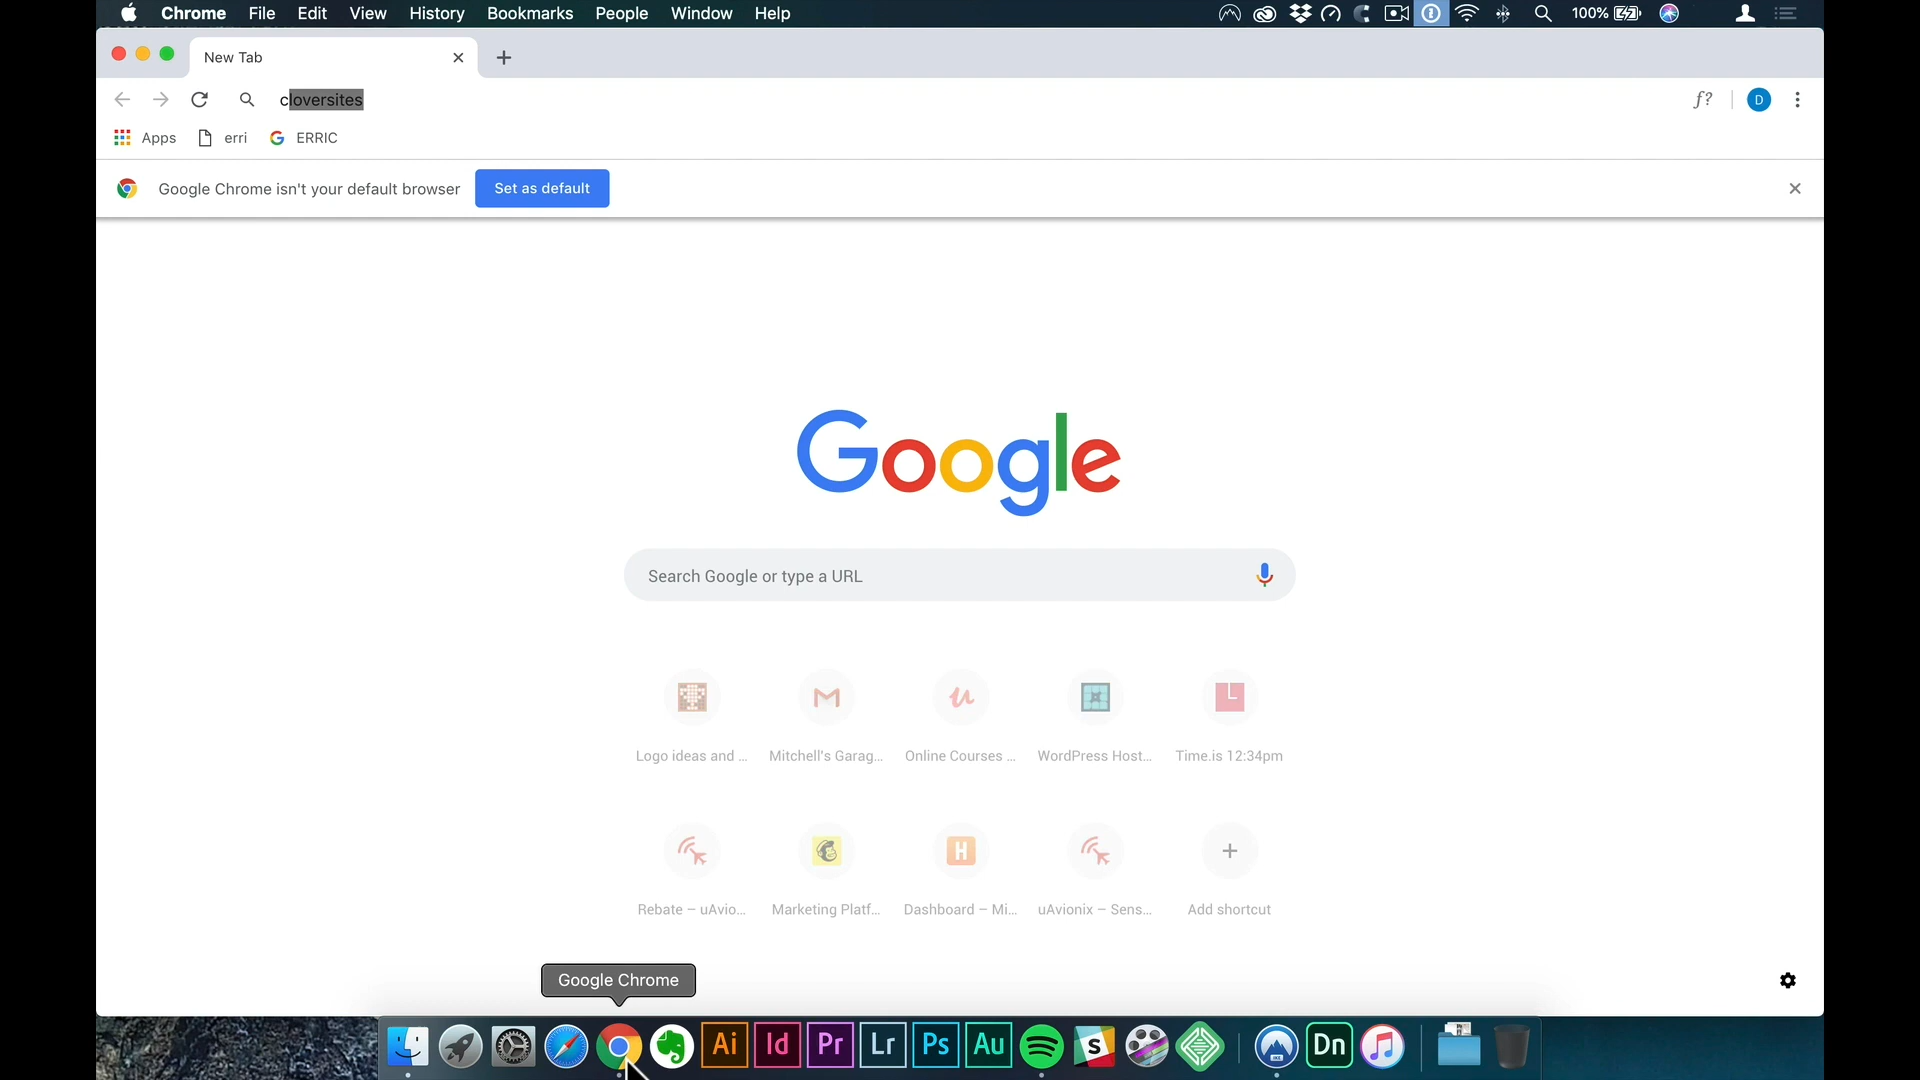 Chrome File Edit View History Bookmarks People Window Help 100%
New Tab
cloversites f? D
Apps erri ERRIC
Google Chrome isn't your default browser Set as default
Google
Search Google or type a URL
Logo ideas and ... Mitchell's Garag... Online Courses ... WordPress Host... Time.is 12:34pm
H
Rebate – uAvio... Marketing Platf... Dashboard – Mi... uAvionix – Sens... Add shortcut
Google Chrome
Ai Id Pr Lr Ps Au S Dn